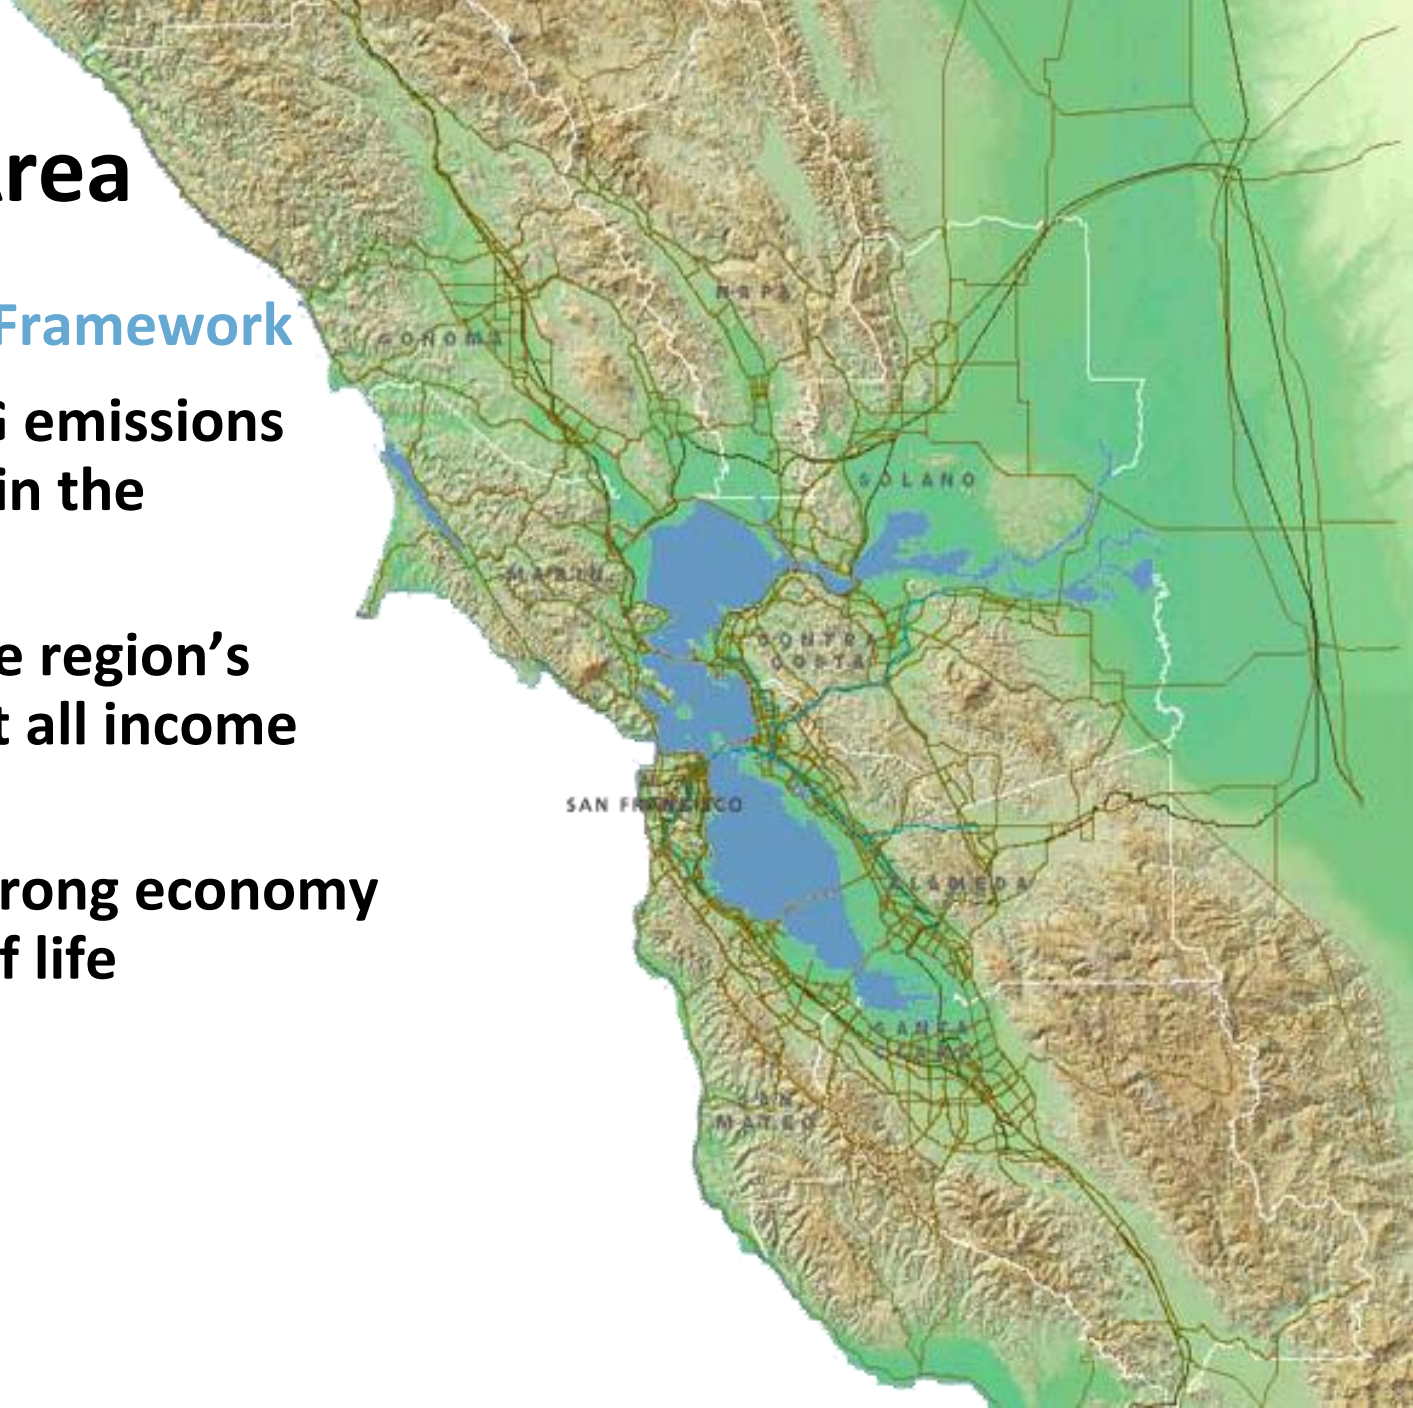 rea
Framework
G emissions
in the
e region's
t all income
rong economy
f life
NAPA
SONOMA
SOLANO
MARIN
CONTRA
COSTA
SAN FRANCISCO
ALAMEDA
SANTA
CLARA
SAN
MATEO